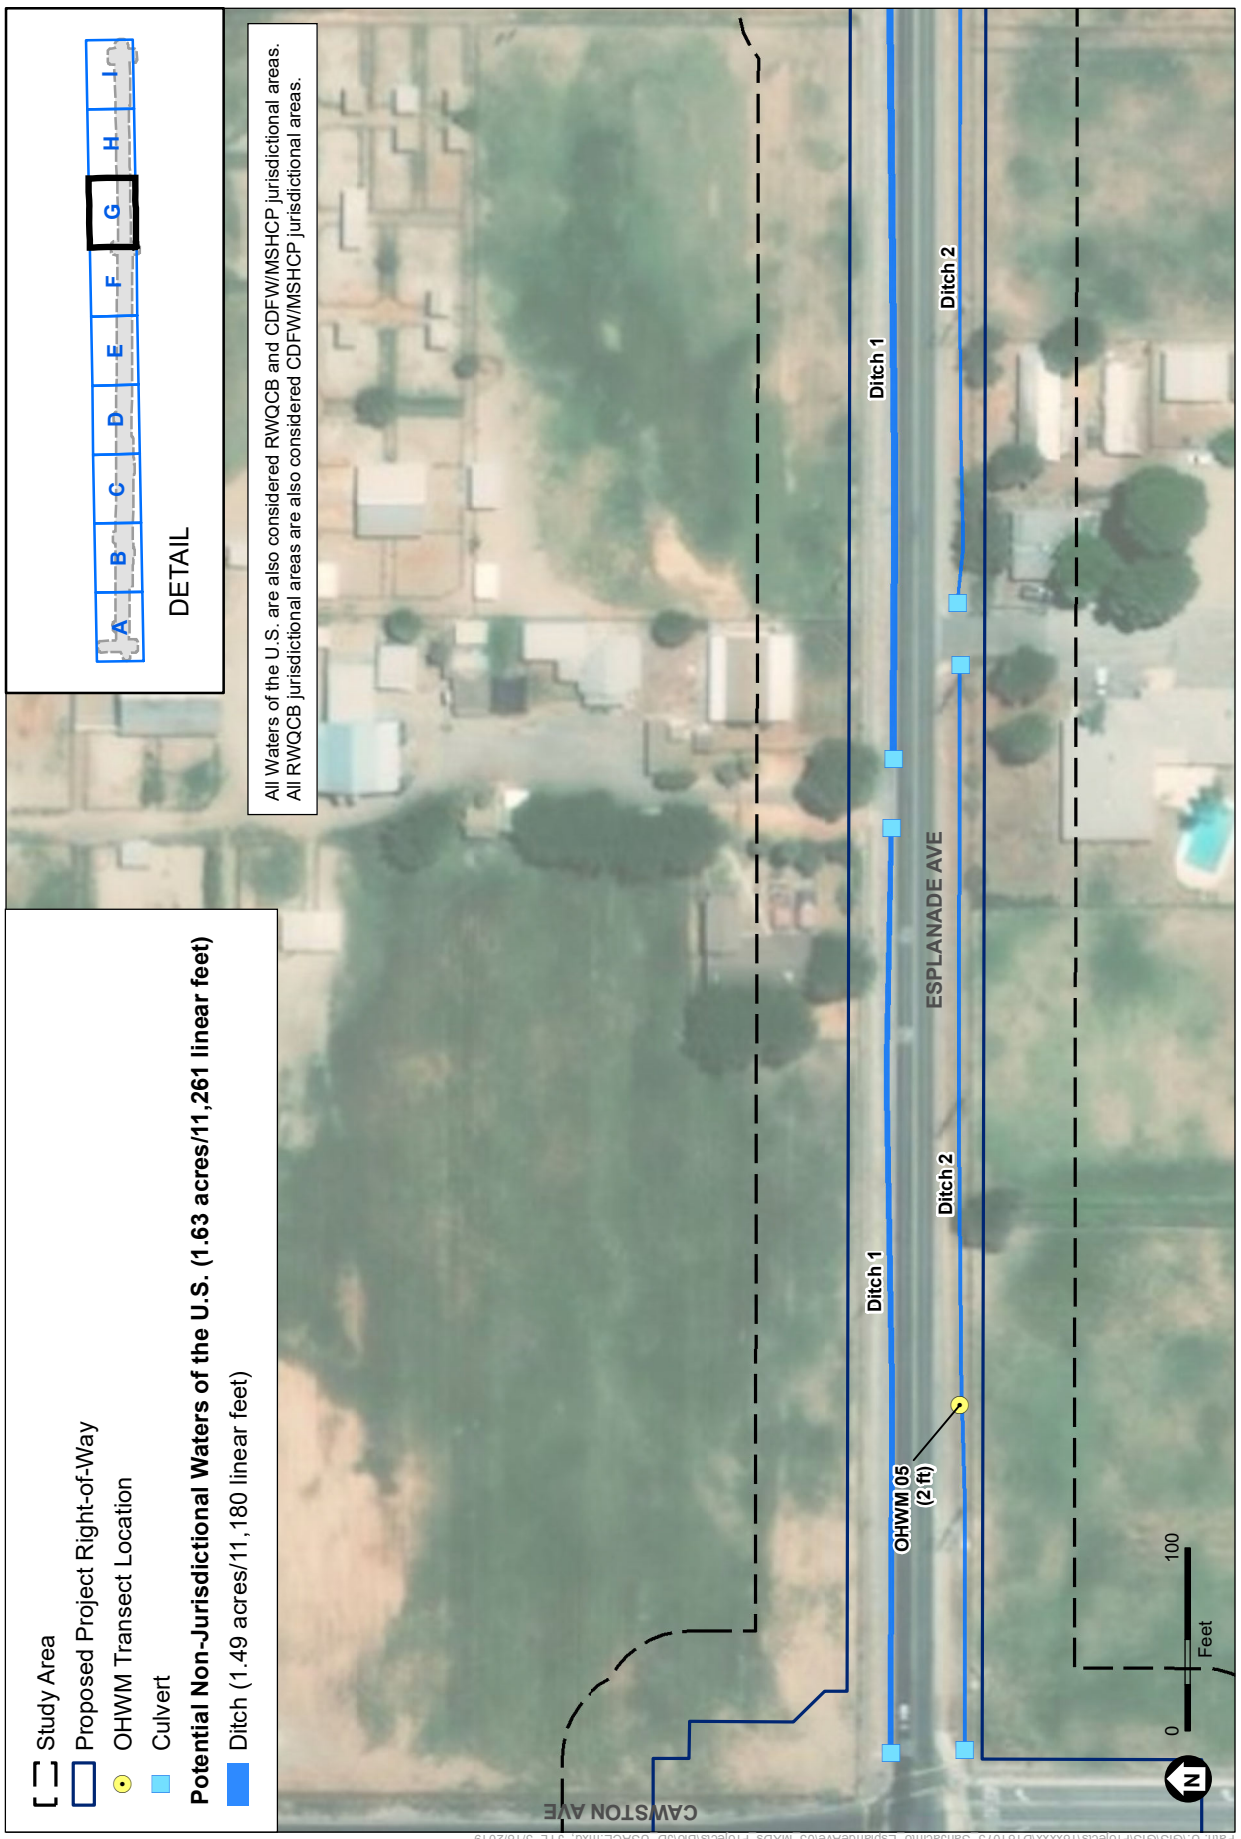 Study Area
Proposed Project Right-of-Way
OHWM Transect Location
Culvert
Potential Non-Jurisdictional Waters of the U.S. (1.63 acres/11,261 linear feet)
Ditch (1.49 acres/11,180 linear feet)
A B C D E F G H I
DETAIL
All Waters of the U.S. are also considered RWQCB and CDFW/MSHCP jurisdictional areas.
All RWQCB jurisdictional areas are also considered CDFW/MSHCP jurisdictional areas.
Ditch 1
Ditch 1
Ditch 2
Ditch 2
ESPLANADE AVE
CAWSTON AVE
OHWM 05
(2 ft)
N
0 100
Feet